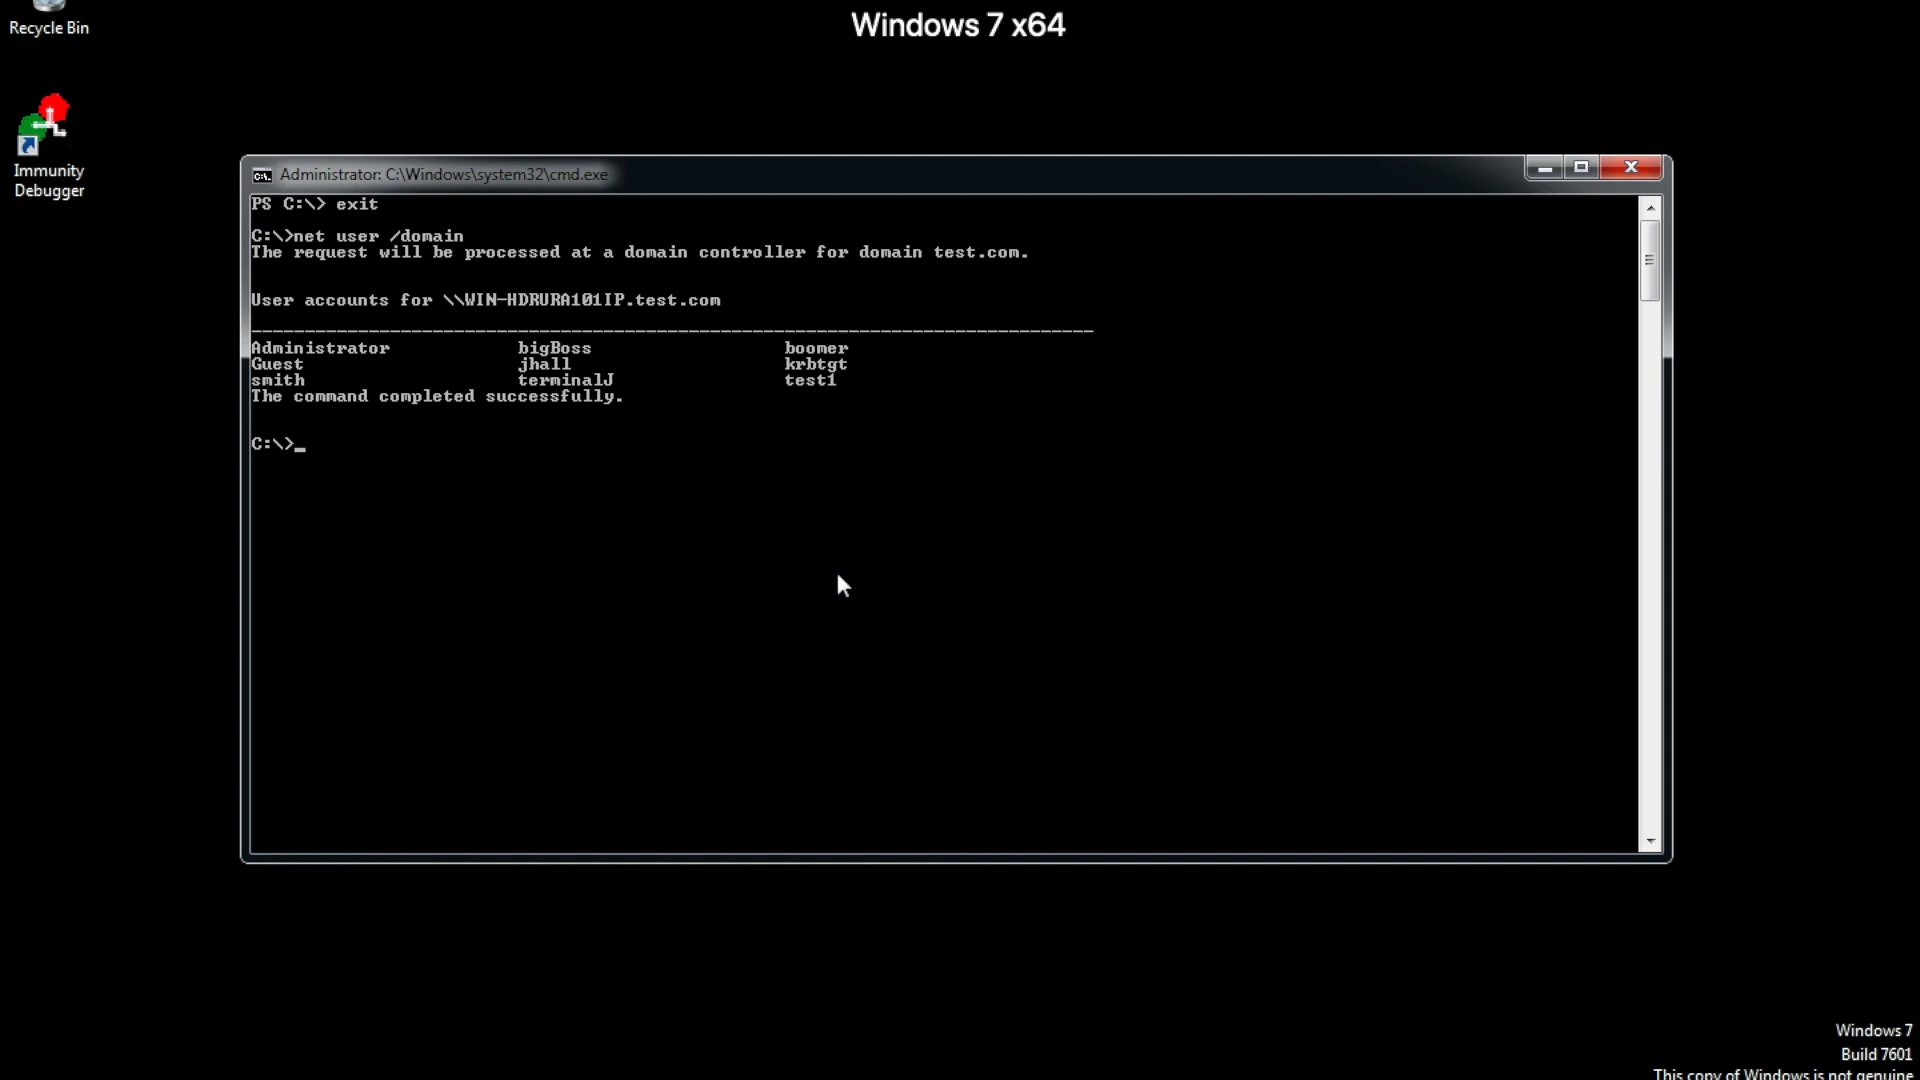 Recycle Bin
Windows 7 x64
Immunity
Debugger
Administrator: C:\Windows\system32\cmd.exe
PS C:\> exit
C:\>net user /domain
The request will be processed at a domain controller for domain test.com.
User accounts for \\WIN-HDRURA101IP.test.com
-------------------------------------------------------------------------------
Administrator bigBoss boomer
Guest jhall krbtgt
smith terminalJ test1
The command completed successfully.
C:\>_
Windows 7
Build 7601
This copy of Windows is not genuine